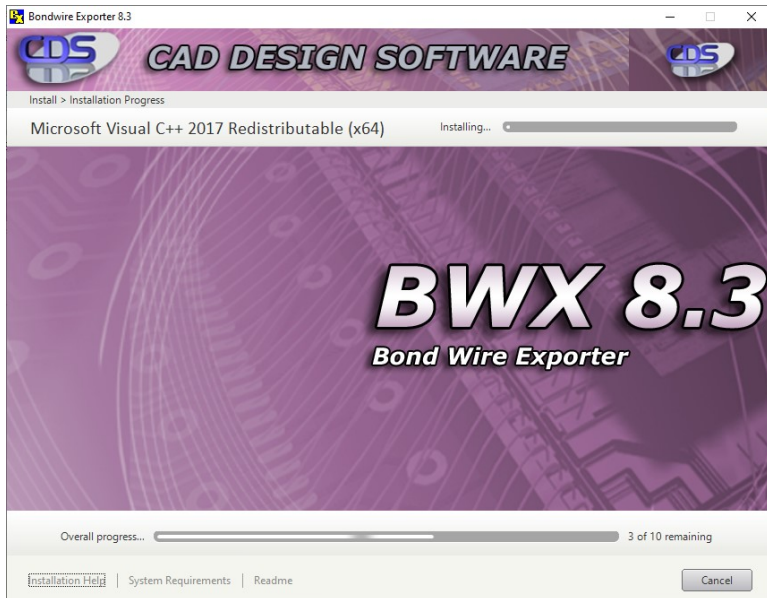 Bondwire Exporter 8.3
CDS CAD DESIGN SOFTWARE CDS
Install > Installation Progress
Microsoft Visual C++ 2017 Redistributable (x64) Installing...
BWX 8.3
Bond Wire Exporter
Overall progress... 3 of 10 remaining
Installation Help | System Requirements | Readme Cancel